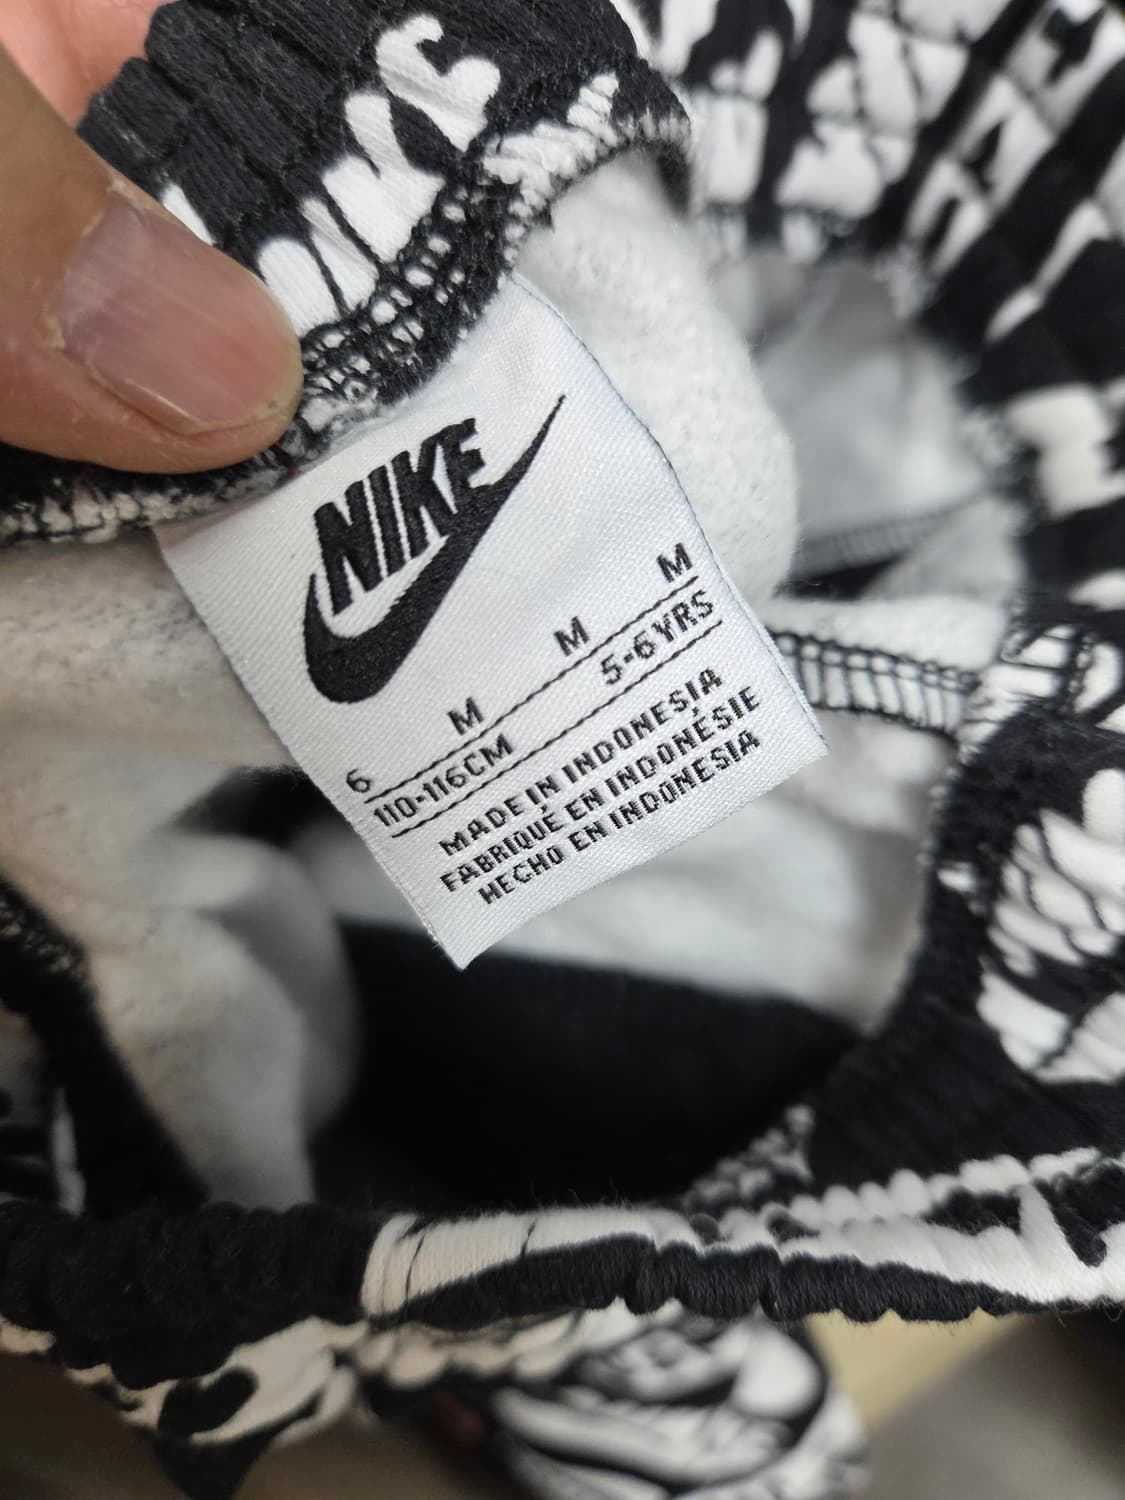 NIKE
6 M M M
110-116CM 5-6YRS
MADE IN INDONESIA
FABRIQUÉ EN INDONÉSIE
HECHO EN INDONESIA